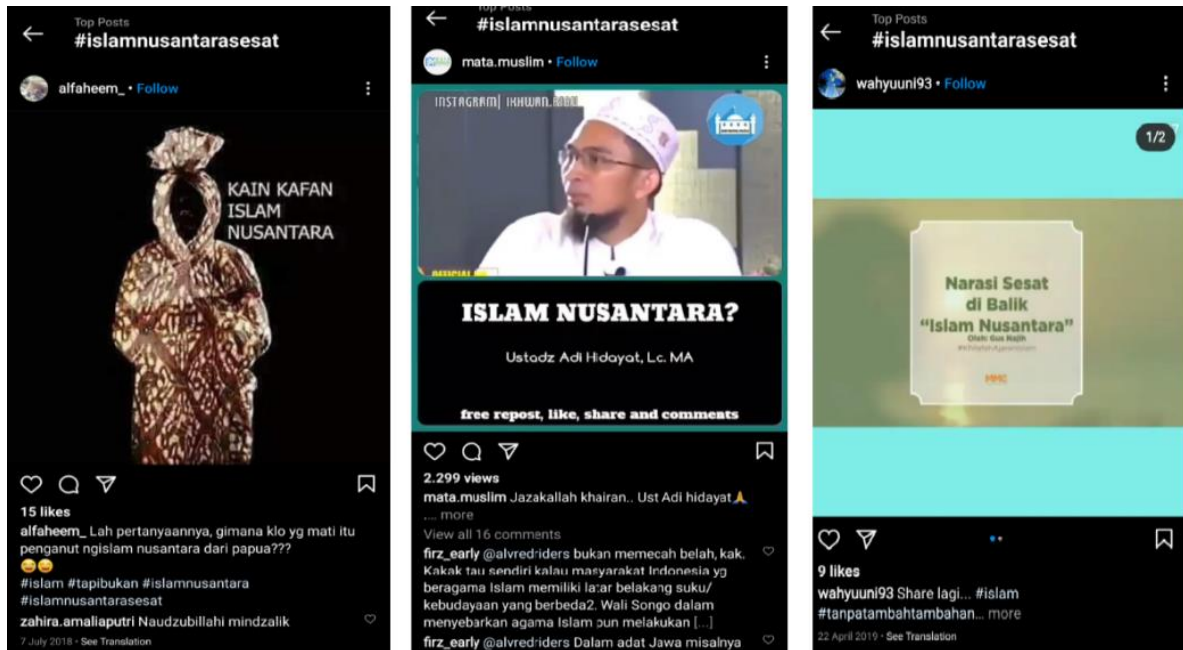 Top Posts
#islamnusantarasesat
alfaheem_ • Follow
KAIN KAFAN
ISLAM
NUSANTARA
15 likes
alfaheem_ Lah pertanyaannya, gimana klo yg mati itu
penganut ngislam nusantara dari papua???
😂😂
#islam #tapibukan #islamnusantara
#islamnusantarasesat
zahira.amaliaputri Naudzubillahi mindzalik
7 July 2018 • See Translation
Top Posts
#islamnusantarasesat
mata.muslim • Follow
INSTAGRAM| IKHWAN.
OFFICIAL
ISLAM NUSANTARA?
Ustadz Adi Hidayat, Lc. MA
free repost, like, share and comments
2.299 views
mata.muslim Jazakallah khairan.. Ust Adi hidayat🙏
.... more
View all 16 comments
firz_early @alvredriders bukan memecah belah, kak.
Kakak tau sendiri kalau masyarakat Indonesia yg
beragama Islam memiliki latar belakang suku/
kebudayaan yang berbeda2. Wali Songo dalam
menyebarkan agama Islam pun melakukan [...]
firz_early @alvredriders Dalam adat Jawa misalnya
Top Posts
#islamnusantarasesat
wahyuuni93 • Follow
1/2
Narasi Sesat
di Balik
“Islam Nusantara”
Oleh: Gus Najih
MMC
9 likes
wahyuuni93 Share lagi... #islam
#tanpatambahtambahan... more
22 April 2019 • See Translation